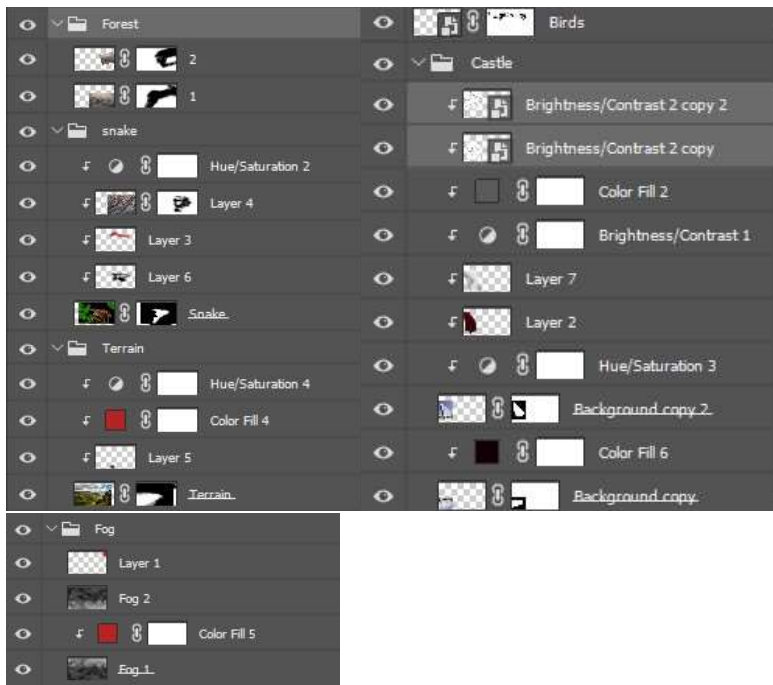 Forest
2
1
snake
Hue/Saturation 2
Layer 4
Layer 3
Layer 6
Snake
Terrain
Hue/Saturation 4
Color Fill 4
Layer 5
Terrain
Birds
Castle
Brightness/Contrast 2 copy 2
Brightness/Contrast 2 copy
Color Fill 2
Brightness/Contrast 1
Layer 7
Layer 2
Hue/Saturation 3
Background copy 2
Color Fill 6
Background copy
Fog
Layer 1
Fog 2
Color Fill 5
Fog 1